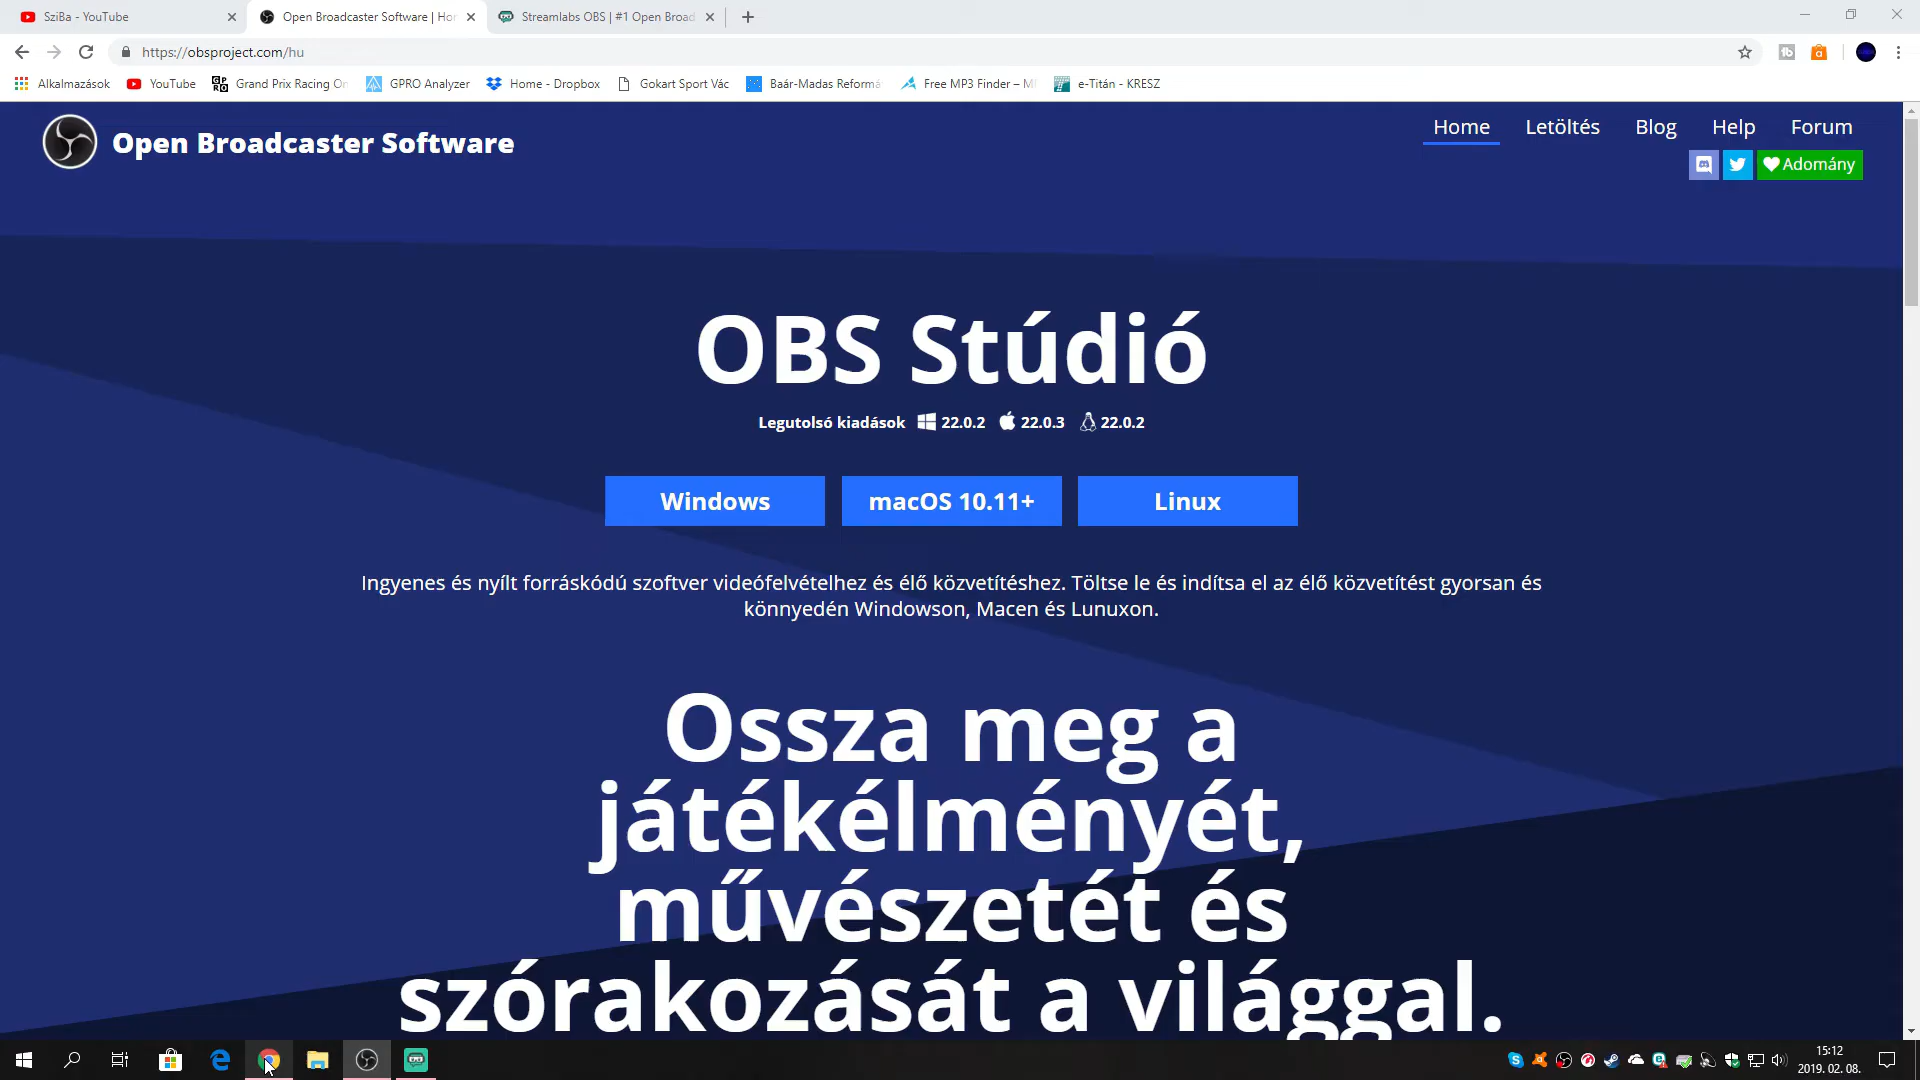 SziBa - YouTube
Open Broadcaster Software | Hor
Streamlabs OBS | #1 Open Broad
https://obsproject.com/hu
Alkalmazások
YouTube
Grand Prix Racing On
GPRO Analyzer
Home - Dropbox
Gokart Sport Vác
Baár-Madas Reformá
Free MP3 Finder – M
e-Titán - KRESZ
Open Broadcaster Software
Home
Letöltés
Blog
Help
Forum
Adomány
OBS Stúdió
Legutolsó kiadások 22.0.2 22.0.3 22.0.2
Windows
macOS 10.11+
Linux
Ingyenes és nyílt forráskódú szoftver videófelvételhez és élő közvetítéshez. Töltse le és indítsa el az élő közvetítést gyorsan és
könnyedén Windowson, Macen és Lunuxon.
Ossza meg a
játékélményét,
művészetét és
szórakozását a világgal.
15:12
2019. 02. 08.